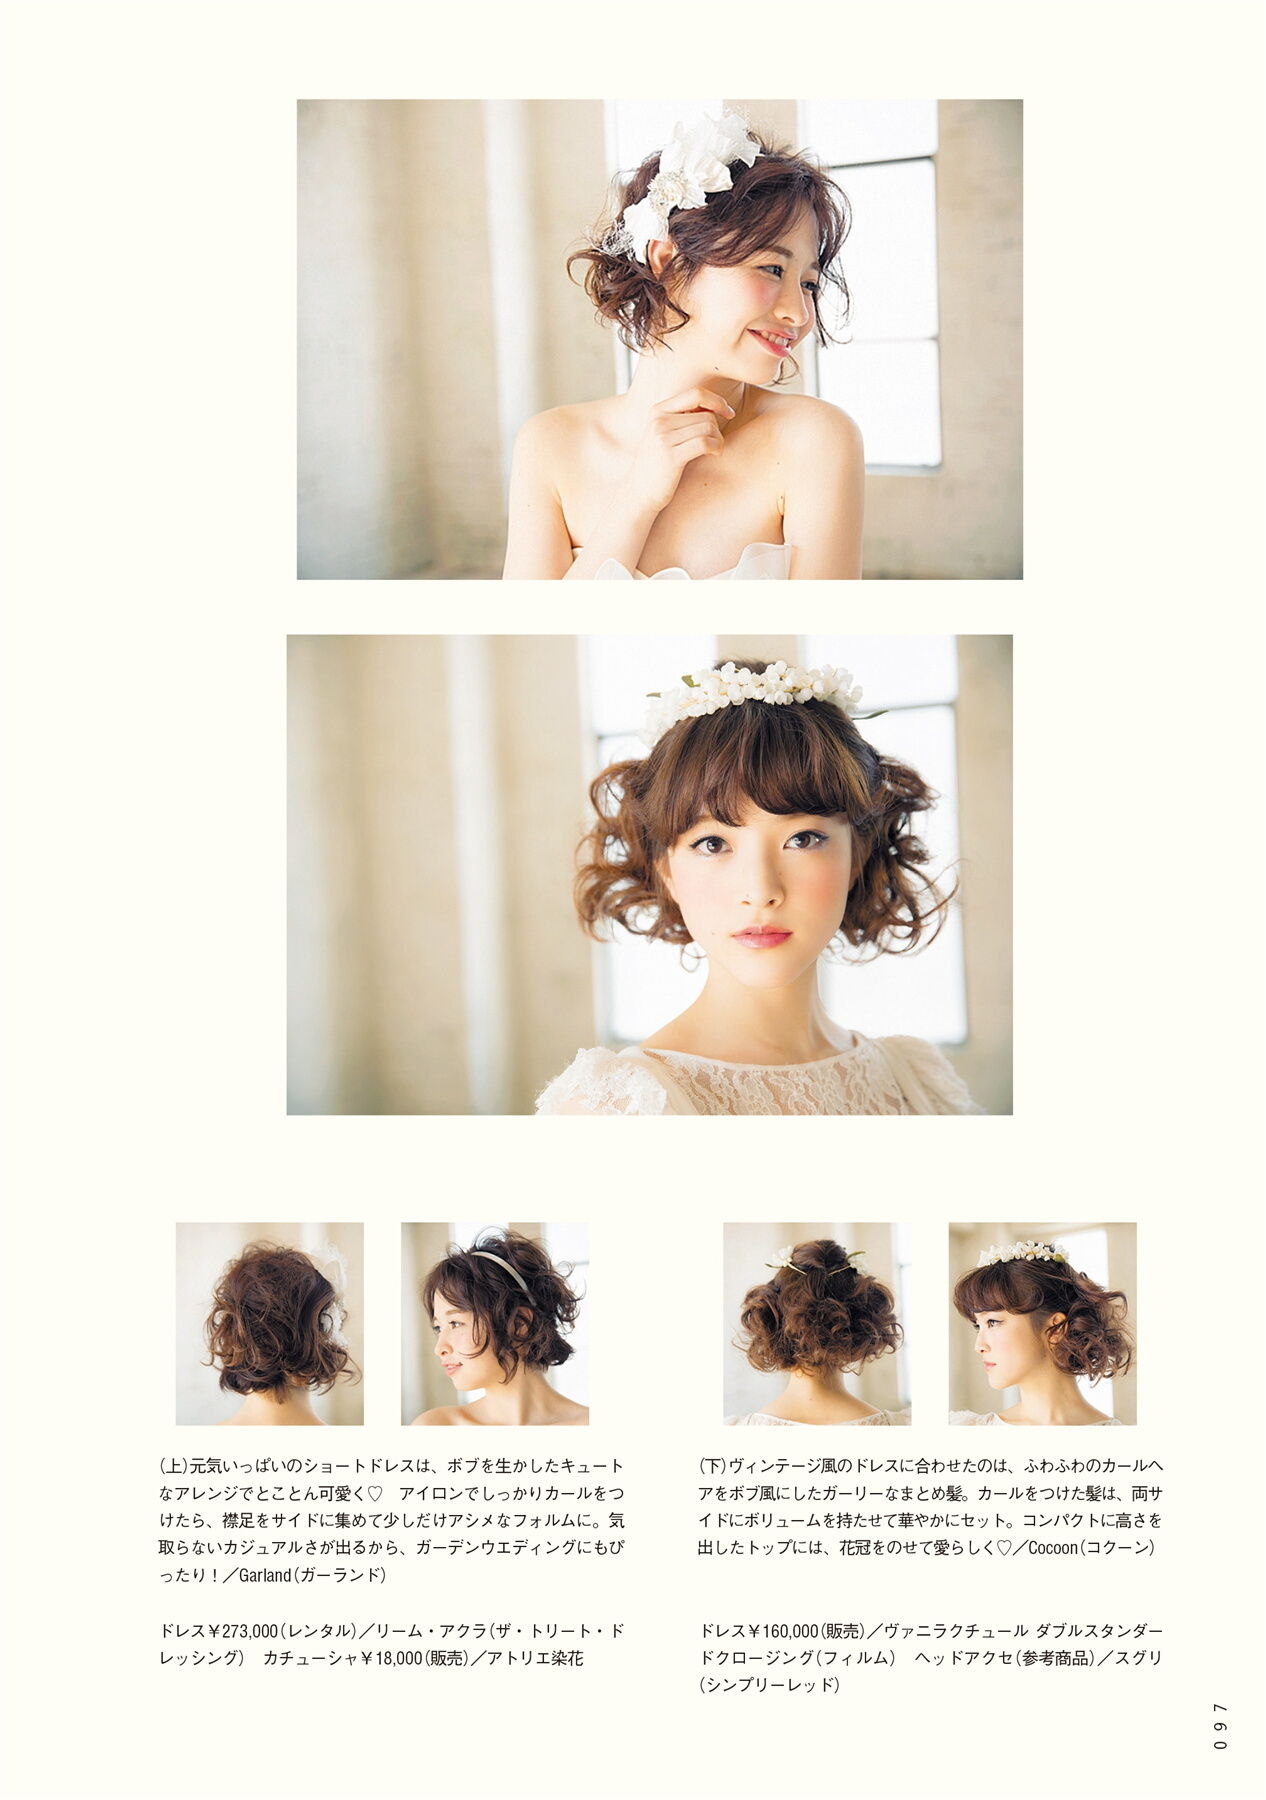 (上)元気いっぱいのショートドレスは、ボブを生かしたキュート
なアレンジでとことん可愛く♡　アイロンでしっかりカールをつ
けたら、襟足をサイドに集めて少しだけアシメなフォルムに。気
取らないカジュアルさが出るから、ガーデンウエディングにもぴ
ったり！／Garland(ガーランド)
ドレス¥273,000(レンタル)／リーム・アクラ(ザ・トリート・ド
レッシング)　カチューシャ¥18,000(販売)／アトリエ染花
(下)ヴィンテージ風のドレスに合わせたのは、ふわふわのカールヘ
アをボブ風にしたガーリーなまとめ髪。カールをつけた髪は、両サ
イドにボリュームを持たせて華やかにセット。コンパクトに高さを
出したトップには、花冠をのせて愛らしく♡／Cocoon(コクーン)
ドレス¥160,000(販売)／ヴァニラクチュール ダブルスタンダー
ドクロージング(フィルム)　ヘッドアクセ(参考商品)／スグリ
(シンプリーレッド)
097